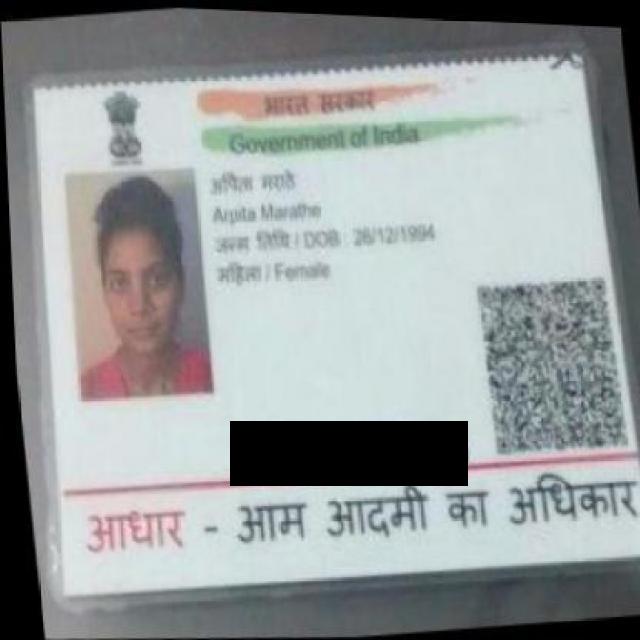 भारत सरकार
Government of India
अर्पिता मराठे
Arpita Marathe
जन्म तिथि / DOB : 26/12/1994
महिला / Female
आधार - आम आदमी का अधिकार